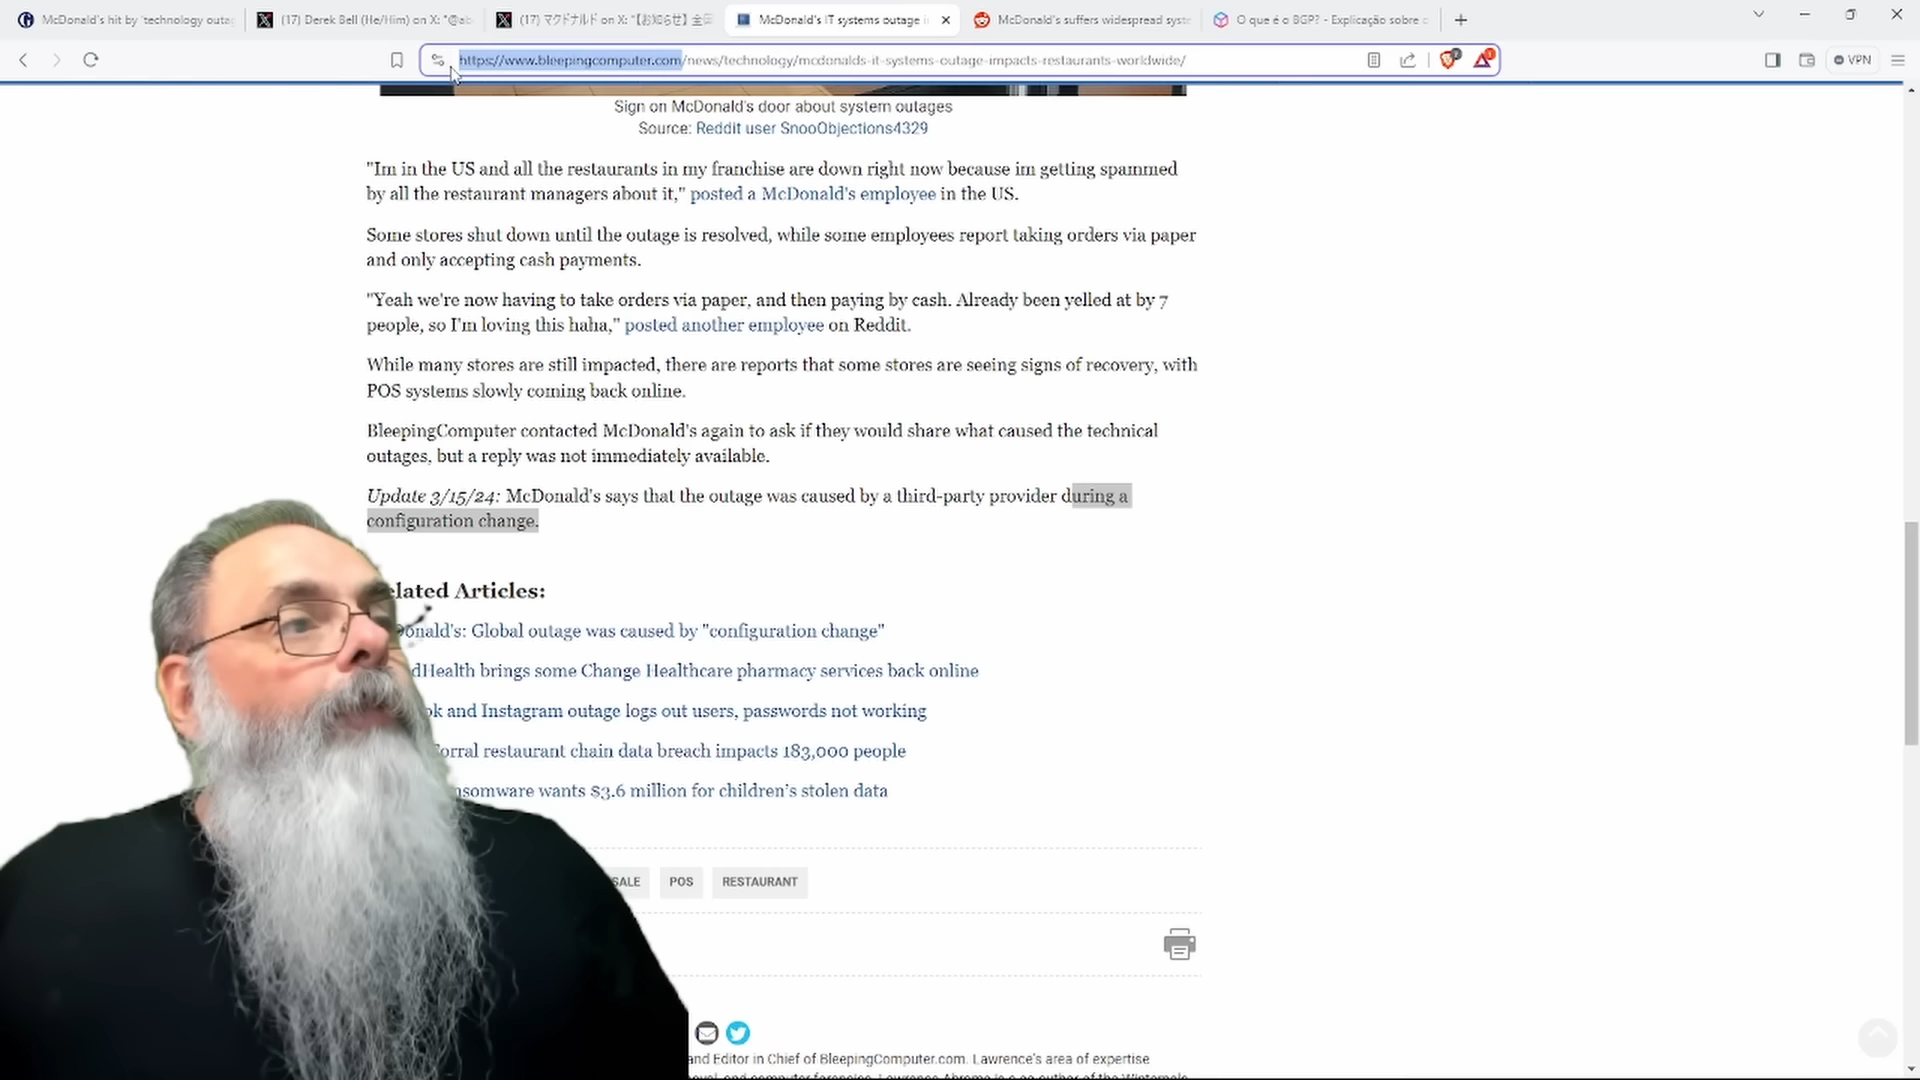 McDonald's hit by 'technology outag
(17) Derek Bell (He/Him) on X: "@ab
(17) マクドナルド on X: "【お知らせ】全国
McDonald's IT systems outage i
McDonald's suffers widespread syste
O que é o BGP? - Explicação sobre o
https://www.bleepingcomputer.com/news/technology/mcdonalds-it-systems-outage-impacts-restaurants-worldwide/
VPN
Sign on McDonald's door about system outages
Source: Reddit user SnooObjections4329
"Im in the US and all the restaurants in my franchise are down right now because im getting spammed
by all the restaurant managers about it," posted a McDonald's employee in the US.
Some stores shut down until the outage is resolved, while some employees report taking orders via paper
and only accepting cash payments.
"Yeah we're now having to take orders via paper, and then paying by cash. Already been yelled at by 7
people, so I'm loving this haha," posted another employee on Reddit.
While many stores are still impacted, there are reports that some stores are seeing signs of recovery, with
POS systems slowly coming back online.
BleepingComputer contacted McDonald's again to ask if they would share what caused the technical
outages, but a reply was not immediately available.
Update 3/15/24: McDonald's says that the outage was caused by a third-party provider during a
configuration change.
elated Articles:
Donald's: Global outage was caused by "configuration change"
dHealth brings some Change Healthcare pharmacy services back online
ok and Instagram outage logs out users, passwords not working
orral restaurant chain data breach impacts 183,000 people
nsomware wants $3.6 million for children's stolen data
SALE
POS
RESTAURANT
and Editor in Chief of BleepingComputer.com. Lawrence's area of expertise